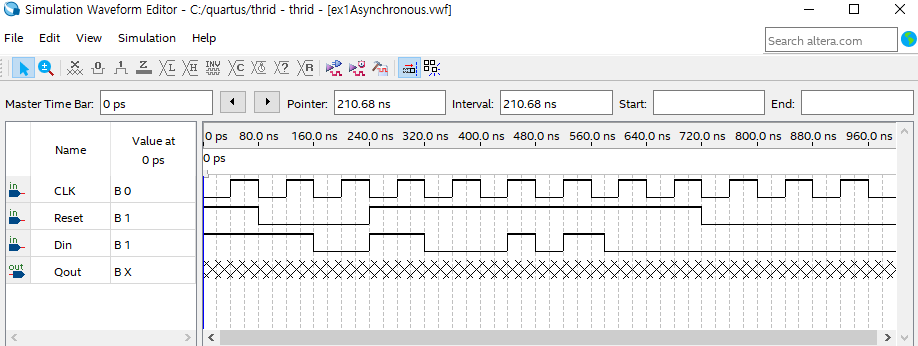 Simulation Waveform Editor - C:/quartus/thrid - thrid - [ex1Asynchronous.vwf]
File Edit View Simulation Help
Search altera.com
Master Time Bar: 0 ps Pointer: 210.68 ns Interval: 210.68 ns Start: End:
Name Value at 0 ps
0 ps 80.0 ns 160.0 ns 240.0 ns 320.0 ns 400.0 ns 480.0 ns 560.0 ns 640.0 ns 720.0 ns 800.0 ns 880.0 ns 960.0 ns
0 ps
in CLK B 0
in Reset B 1
in Din B 1
out Qout B X